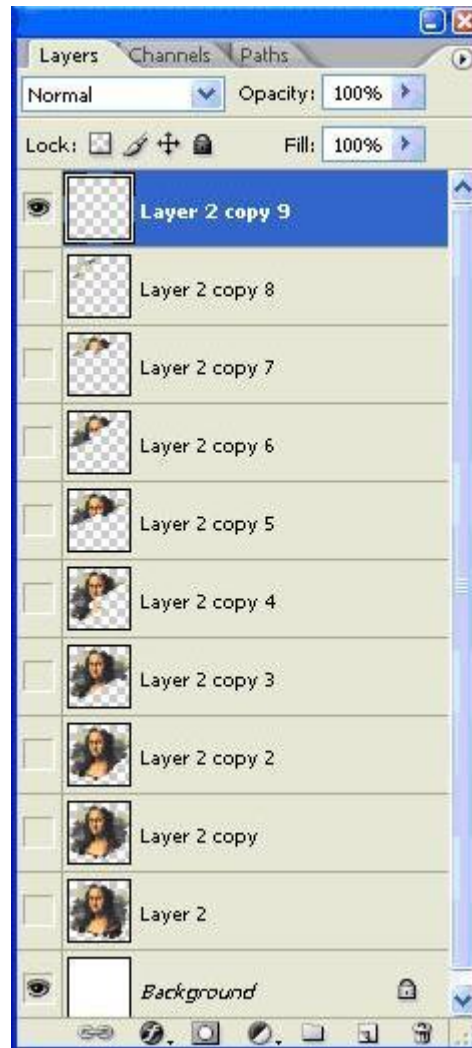 Layers Channels Paths
Normal Opacity: 100%
Lock: Fill: 100%
Layer 2 copy 9
Layer 2 copy 8
Layer 2 copy 7
Layer 2 copy 6
Layer 2 copy 5
Layer 2 copy 4
Layer 2 copy 3
Layer 2 copy 2
Layer 2 copy
Layer 2
Background